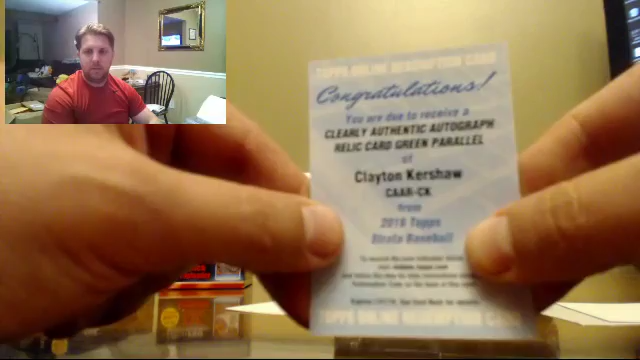 TOPPS ONLINE REDEMPTION CARD
Congratulations!
You are due to receive a
CLEARLY AUTHENTIC AUTOGRAPH
RELIC CARD GREEN PARALLEL
of
Clayton Kershaw
CAAR-CK
from
2016 Topps
Strata Baseball
TOPPS ONLINE REDEMPTION CARD